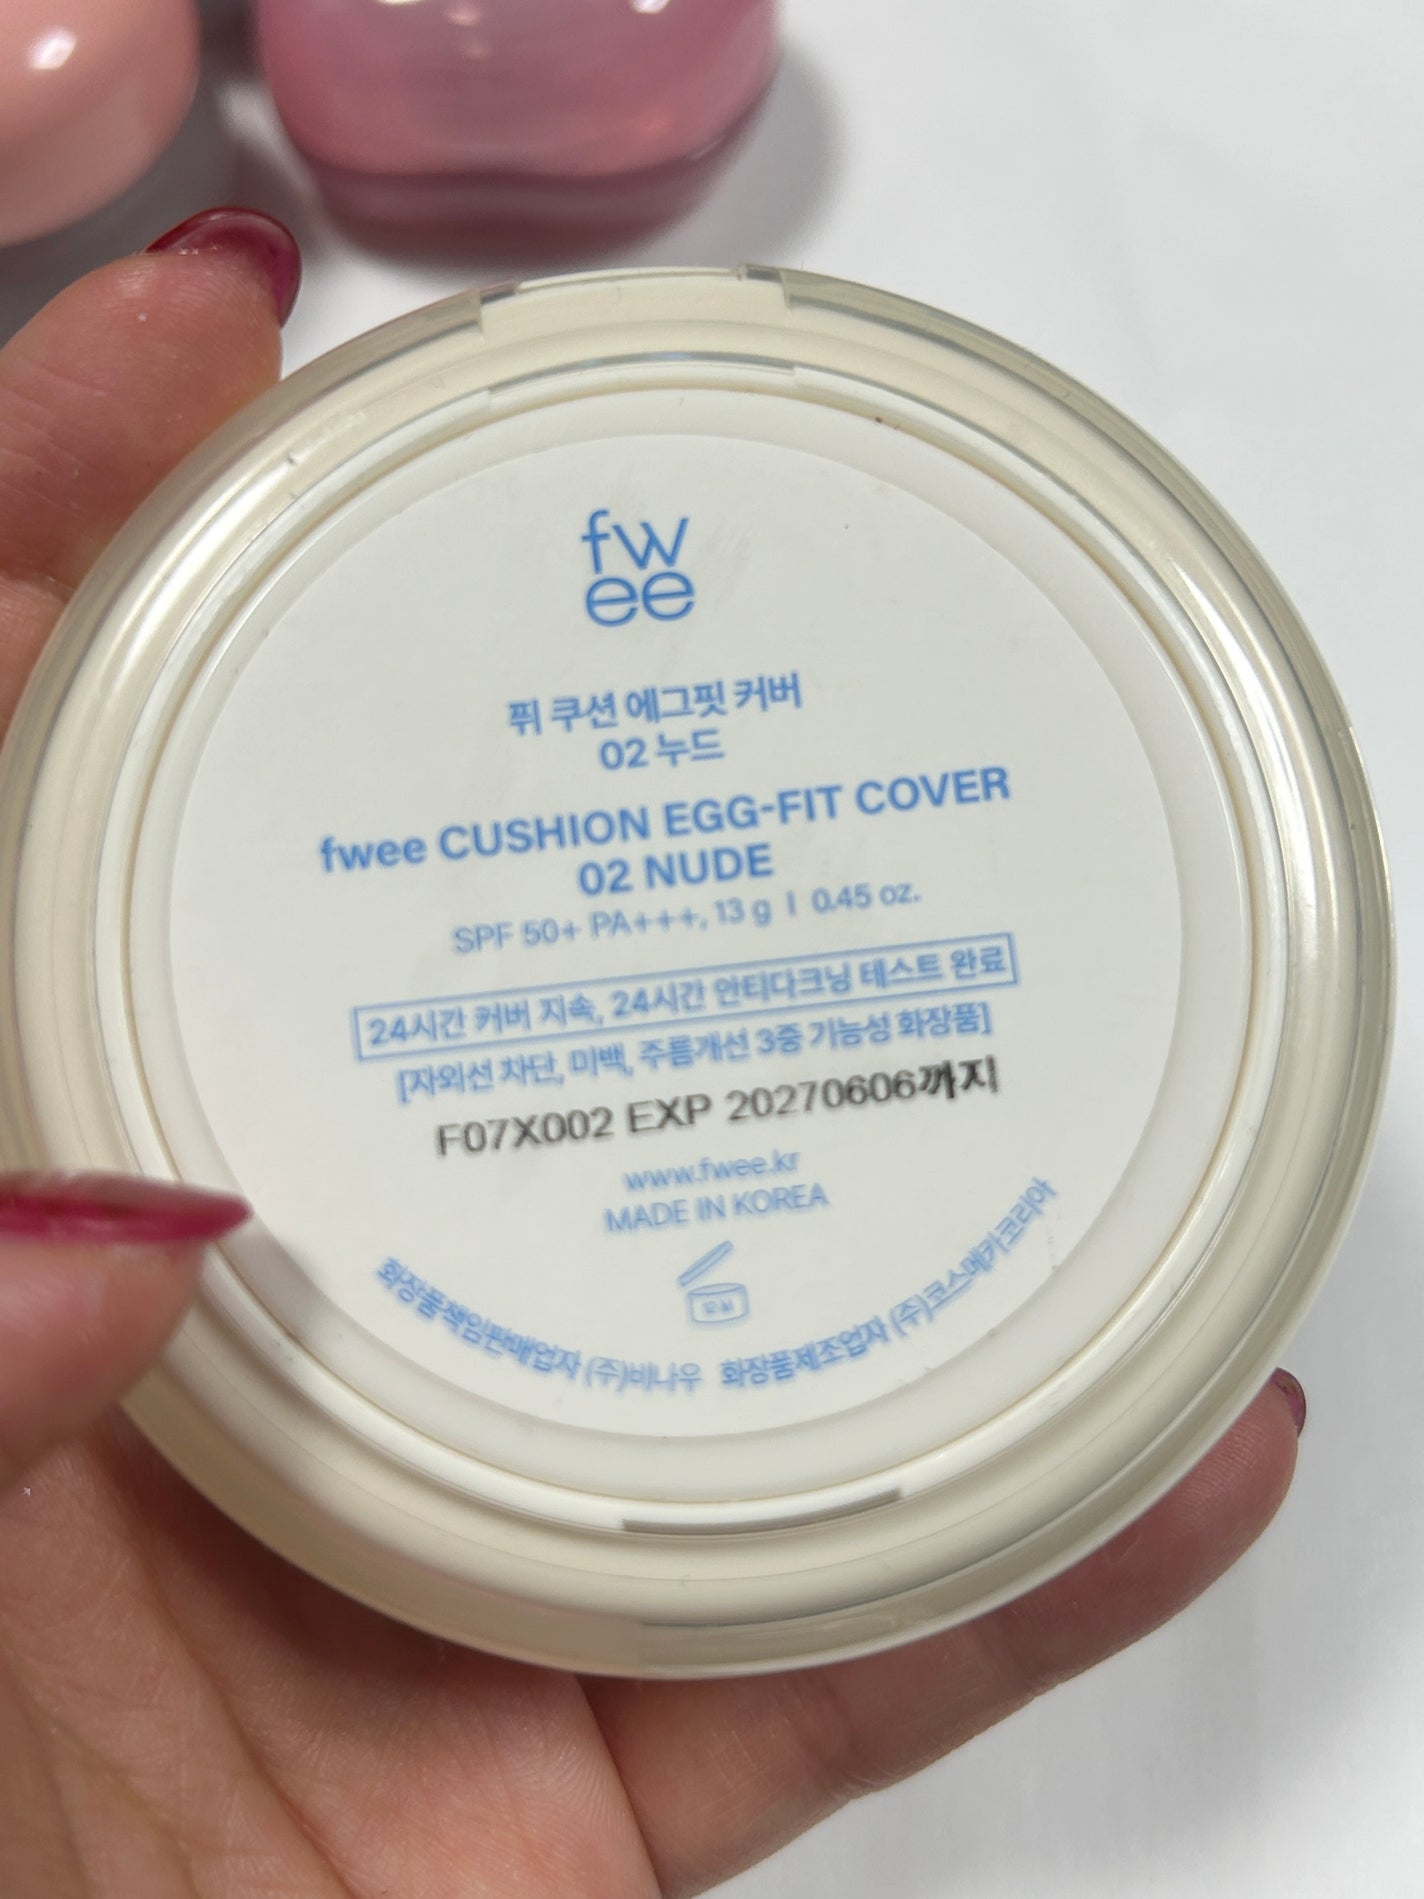 fw
ee
퓌 쿠션 에그핏 커버
02 누드
fwee CUSHION EGG-FIT COVER
02 NUDE
SPF 50+ PA+++, 13 g | 0.45 oz.
24시간 커버 지속, 24시간 안티다크닝 테스트 완료
[자외선 차단, 미백, 주름개선 3중 기능성 화장품]
F07X002 EXP 20270606까지
www.fwee.kr
MADE IN KOREA
화장품책임판매업자 (주)비나우 화장품제조업자 (주)코스메카코리아